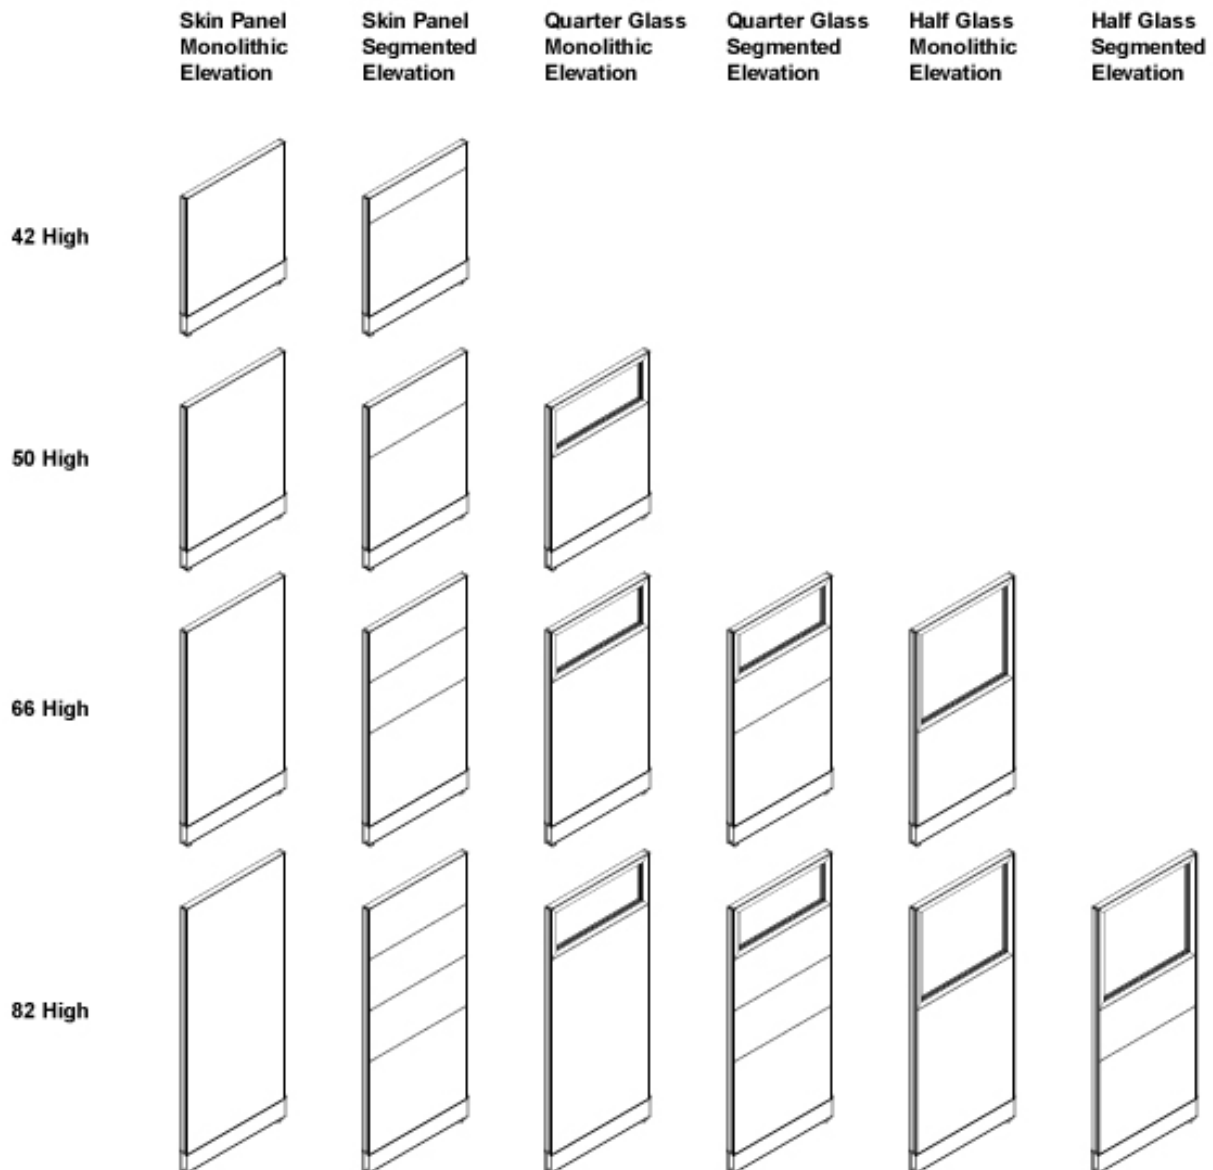 Skin Panel
Monolithic
Elevation
Skin Panel
Segmented
Elevation
Quarter Glass
Monolithic
Elevation
Quarter Glass
Segmented
Elevation
Half Glass
Monolithic
Elevation
Half Glass
Segmented
Elevation
42 High
50 High
66 High
82 High